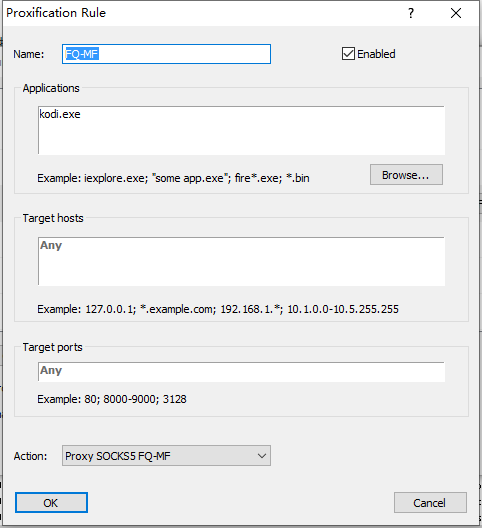 Proxification Rule
Name:
FQ-MF
Enabled
Applications
kodi.exe
Example: iexplore.exe; "some app.exe"; fire*.exe; *.bin
Browse...
Target hosts
Any
Example: 127.0.0.1; *.example.com; 192.168.1.*; 10.1.0.0-10.5.255.255
Target ports
Any
Example: 80; 8000-9000; 3128
Action:
Proxy SOCKS5 FQ-MF
OK
Cancel